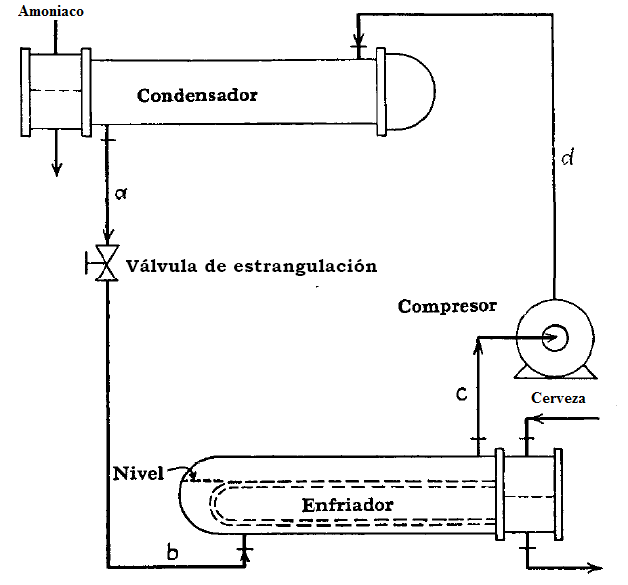 Amoniaco
Condensador
a
d
Válvula de estrangulación
Compresor
c
Cerveza
Nivel
Enfriador
b